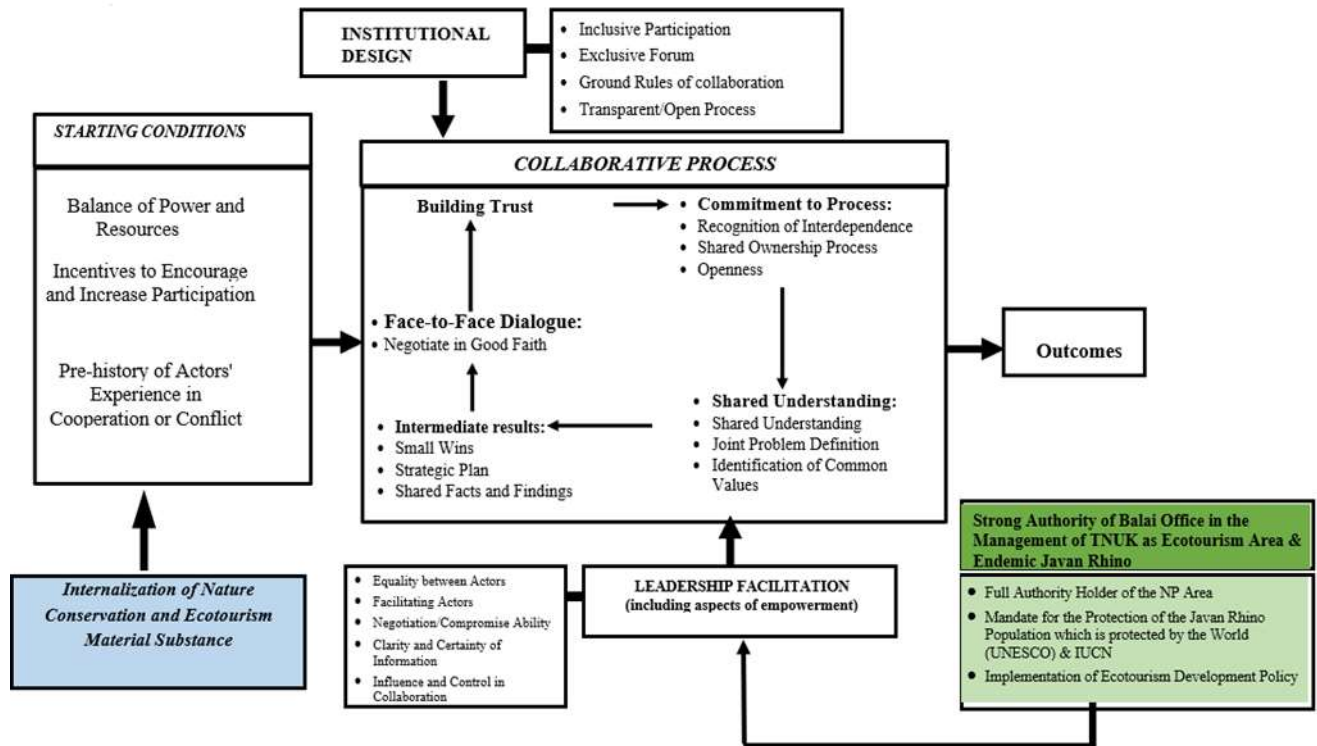 INSTITUTIONAL
DESIGN
• Inclusive Participation
• Exclusive Forum
• Ground Rules of collaboration
• Transparent/Open Process
STARTING CONDITIONS
Balance of Power and
Resources
Incentives to Encourage
and Increase Participation
Pre-history of Actors'
Experience in
Cooperation or Conflict
COLLABORATIVE PROCESS
Building Trust
• Commitment to Process:
• Recognition of Interdependence
• Shared Ownership Process
• Openness
• Face-to-Face Dialogue:
• Negotiate in Good Faith
• Shared Understanding:
• Shared Understanding
• Joint Problem Definition
• Identification of Common
Values
• Intermediate results:
• Small Wins
• Strategic Plan
• Shared Facts and Findings
Outcomes
Internalization of Nature
Conservation and Ecotourism
Material Substance
• Equality between Actors
• Facilitating Actors
• Negotiation/Compromise Ability
• Clarity and Certainty of
Information
• Influence and Control in
Collaboration
LEADERSHIP FACILITATION
(including aspects of empowerment)
Strong Authority of Balai Office in the
Management of TNUK as Ecotourism Area &
Endemic Javan Rhino
• Full Authority Holder of the NP Area
• Mandate for the Protection of the Javan Rhino
Population which is protected by the World
(UNESCO) & IUCN
• Implementation of Ecotourism Development Policy